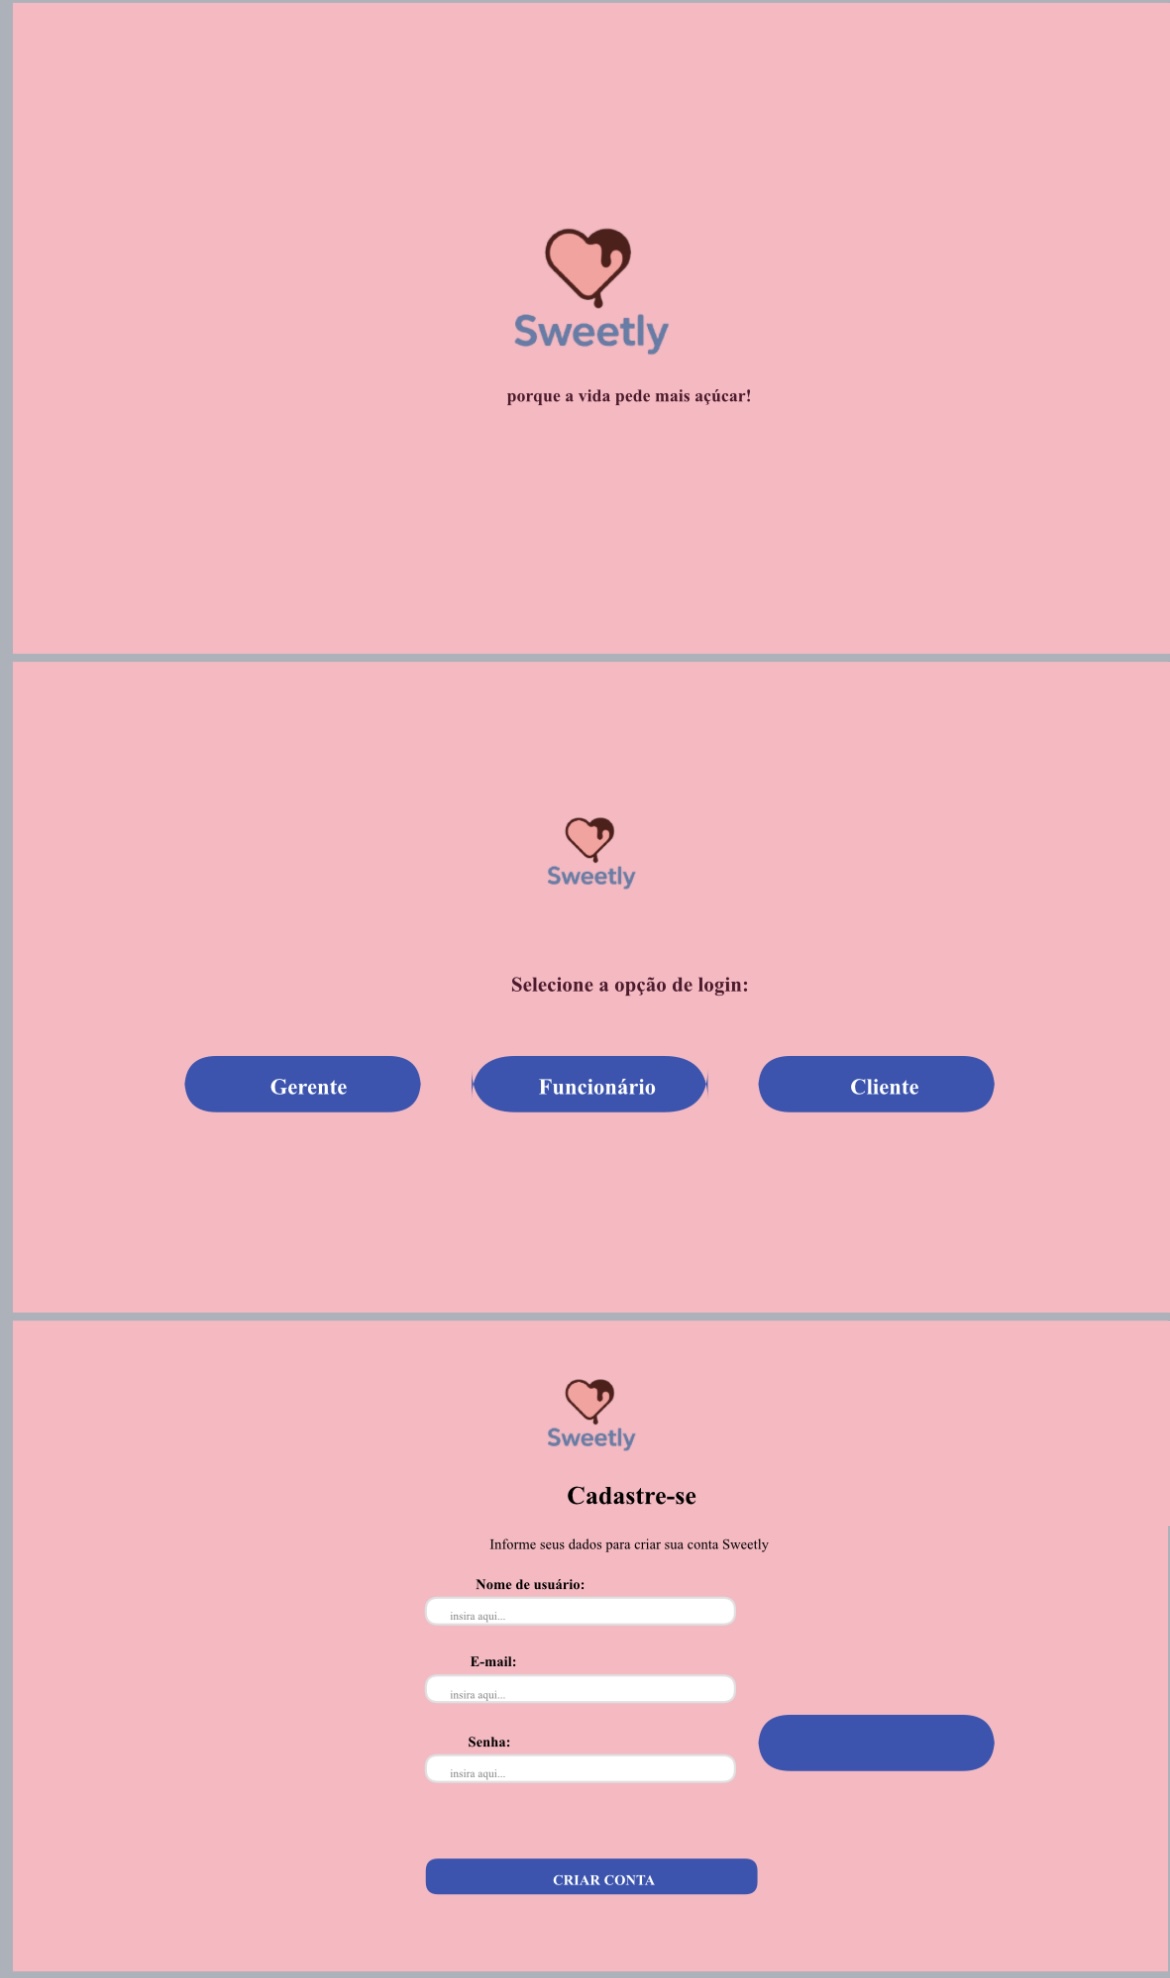 Sweetly
porque a vida pede mais açúcar!
Sweetly
Selecione a opção de login:
Gerente
Funcionário
Cliente
Sweetly
Cadastre-se
Informe seus dados para criar sua conta Sweetly
Nome de usuário:
insira aqui...
E-mail:
insira aqui...
Senha:
insira aqui...
CRIAR CONTA